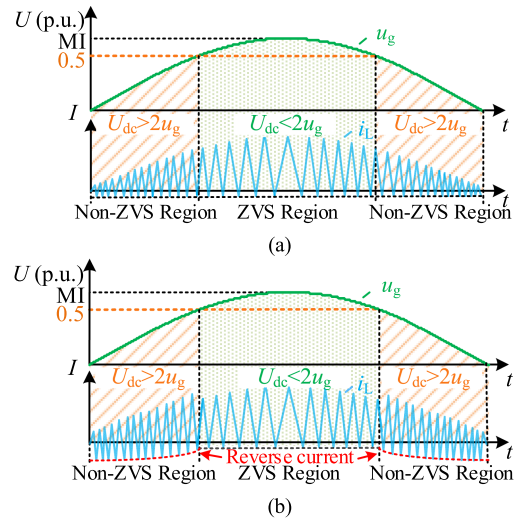 U (p.u.)
MI
u_g
0.5
I
U_dc>2u_g U_dc<2u_g U_dc>2u_g t
i_L
t
Non-ZVS Region ZVS Region Non-ZVS Region
(a)
U (p.u.)
MI
u_g
0.5
I
U_dc>2u_g U_dc<2u_g U_dc>2u_g t
i_L
t
Reverse current
Non-ZVS Region ZVS Region Non-ZVS Region
(b)